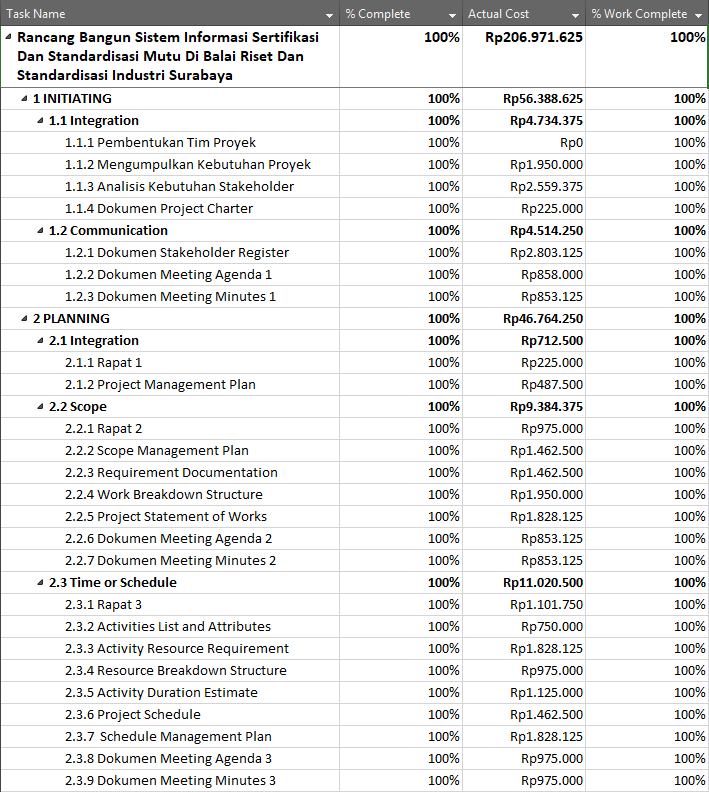 Task Name % Complete Actual Cost % Work Complete
Rancang Bangun Sistem Informasi Sertifikasi 100% Rp206.971.625 100%
Dan Standardisasi Mutu Di Balai Riset Dan
Standardisasi Industri Surabaya
1 INITIATING 100% Rp56.388.625 100%
1.1 Integration 100% Rp4.734.375 100%
1.1.1 Pembentukan Tim Proyek 100% Rp0 100%
1.1.2 Mengumpulkan Kebutuhan Proyek 100% Rp1.950.000 100%
1.1.3 Analisis Kebutuhan Stakeholder 100% Rp2.559.375 100%
1.1.4 Dokumen Project Charter 100% Rp225.000 100%
1.2 Communication 100% Rp4.514.250 100%
1.2.1 Dokumen Stakeholder Register 100% Rp2.803.125 100%
1.2.2 Dokumen Meeting Agenda 1 100% Rp858.000 100%
1.2.3 Dokumen Meeting Minutes 1 100% Rp853.125 100%
2 PLANNING 100% Rp46.764.250 100%
2.1 Integration 100% Rp712.500 100%
2.1.1 Rapat 1 100% Rp225.000 100%
2.1.2 Project Management Plan 100% Rp487.500 100%
2.2 Scope 100% Rp9.384.375 100%
2.2.1 Rapat 2 100% Rp975.000 100%
2.2.2 Scope Management Plan 100% Rp1.462.500 100%
2.2.3 Requirement Documentation 100% Rp1.462.500 100%
2.2.4 Work Breakdown Structure 100% Rp1.950.000 100%
2.2.5 Project Statement of Works 100% Rp1.828.125 100%
2.2.6 Dokumen Meeting Agenda 2 100% Rp853.125 100%
2.2.7 Dokumen Meeting Minutes 2 100% Rp853.125 100%
2.3 Time or Schedule 100% Rp11.020.500 100%
2.3.1 Rapat 3 100% Rp1.101.750 100%
2.3.2 Activities List and Attributes 100% Rp750.000 100%
2.3.3 Activity Resource Requirement 100% Rp1.828.125 100%
2.3.4 Resource Breakdown Structure 100% Rp975.000 100%
2.3.5 Activity Duration Estimate 100% Rp1.125.000 100%
2.3.6 Project Schedule 100% Rp1.462.500 100%
2.3.7 Schedule Management Plan 100% Rp1.828.125 100%
2.3.8 Dokumen Meeting Agenda 3 100% Rp975.000 100%
2.3.9 Dokumen Meeting Minutes 3 100% Rp975.000 100%